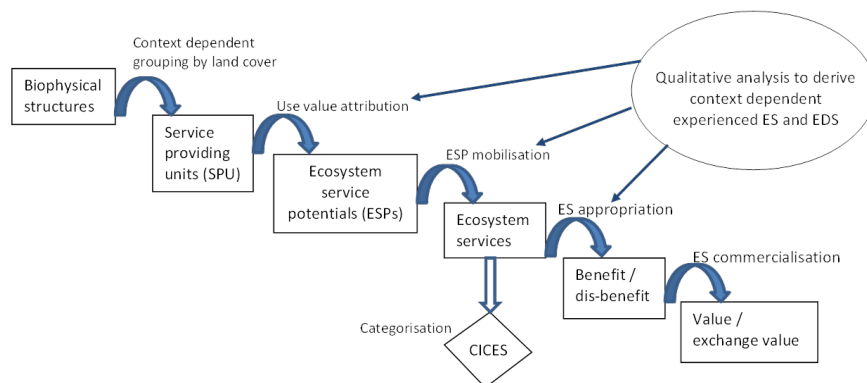 Context dependent
grouping by land cover
Biophysical
structures
Use value attribution
Service
providing
units (SPU)
ESP mobilisation
Ecosystem
service
potentials (ESPs)
Qualitative analysis to derive
context dependent
experienced ES and EDS
ES appropriation
Ecosystem
services
ES commercialisation
Benefit /
dis-benefit
Value /
exchange value
Categorisation
CICES